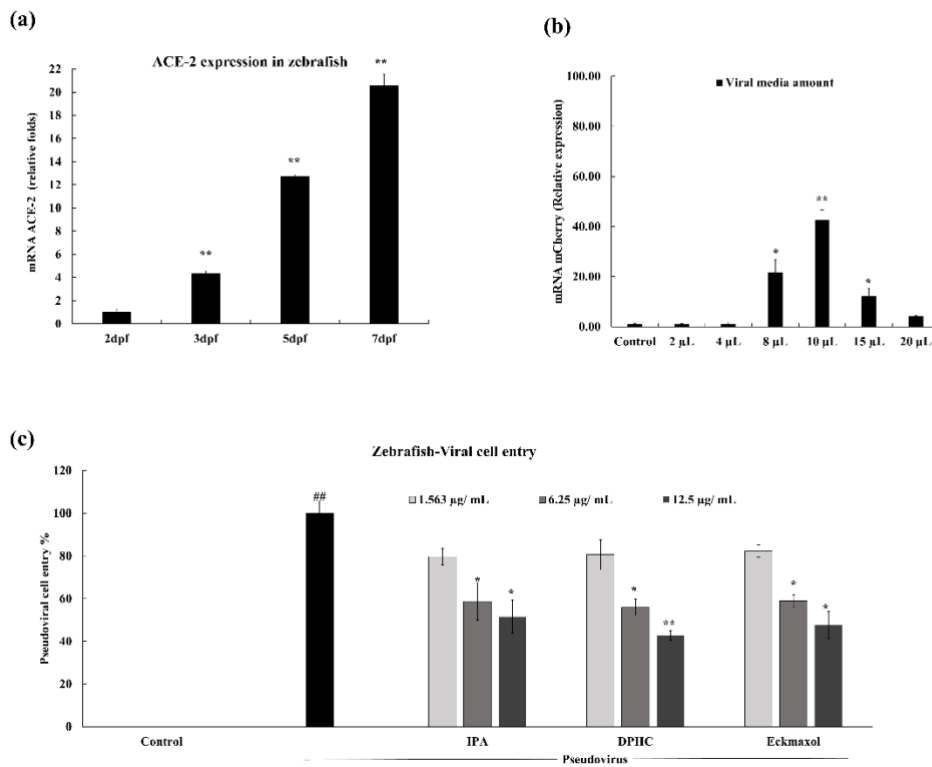 (a)
ACE-2 expression in zebrafish
mRNA ACE-2 (relative folds)
22
20
18
16
14
12
10
8
6
4
2
0
**
**
**
2dpf 3dpf 5dpf 7dpf
(b)
Viral media amount
mRNA mCherry (Relative expression)
100.00
80.00
60.00
40.00
20.00
0.00
*
**
*
Control 2 µL 4 µL 8 µL 10 µL 15 µL 20 µL
(c)
Zebrafish-Viral cell entry
Pseudoviral cell entry %
120
100
80
60
40
20
0
1.563 µg/ mL 6.25 µg/ mL 12.5 µg/ mL
##
* * * ** * *
Control IPA DPHC Eckmaxol
Pseudovirus